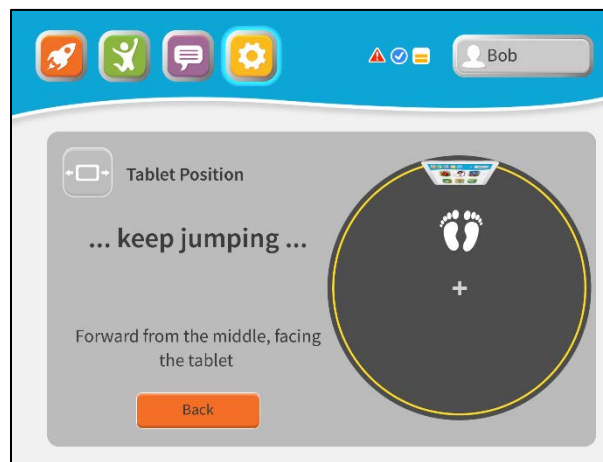 Bob
Tablet Position
... keep jumping ...
Forward from the middle, facing
the tablet
Back